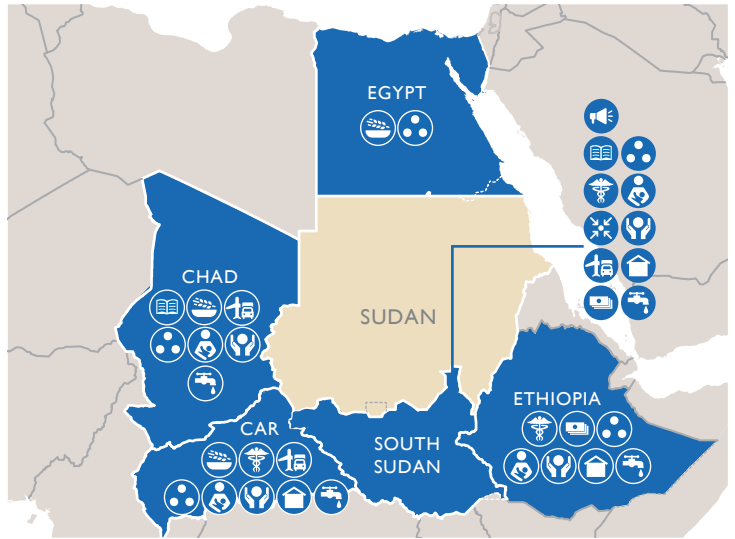 EGYPT
CHAD
SUDAN
ETHIOPIA
CAR
SOUTH
SUDAN